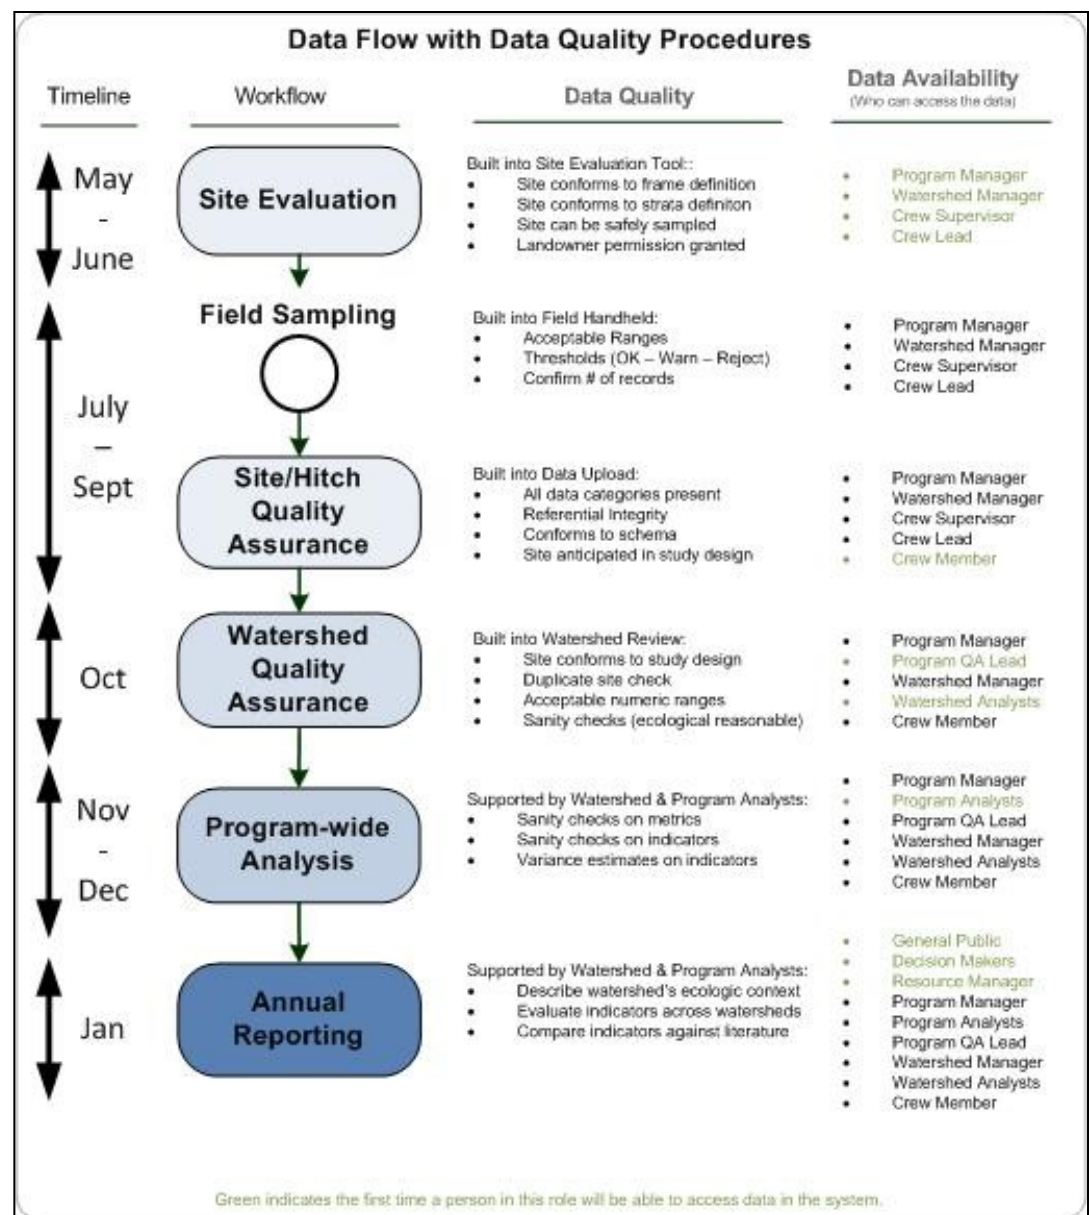 Data Flow with Data Quality Procedures
Timeline
Workflow
Data Quality
Data Availability
(Who can access the data)
May
-
June
Site Evaluation
Built into Site Evaluation Tool::
• Site conforms to frame definition
• Site conforms to strata definiton
• Site can be safely sampled
• Landowner permission granted
• Program Manager
• Watershed Manager
• Crew Supervisor
• Crew Lead
July
–
Sept
Field Sampling
Built into Field Handheld:
• Acceptable Ranges
• Thresholds (OK – Warn – Reject)
• Confirm # of records
• Program Manager
• Watershed Manager
• Crew Supervisor
• Crew Lead
Site/Hitch
Quality
Assurance
Built into Data Upload:
• All data categories present
• Referential Integrity
• Conforms to schema
• Site anticipated in study design
• Program Manager
• Watershed Manager
• Crew Supervisor
• Crew Lead
• Crew Member
Oct
Watershed
Quality
Assurance
Built into Watershed Review:
• Site conforms to study design
• Duplicate site check
• Acceptable numeric ranges
• Sanity checks (ecological reasonable)
• Program Manager
• Program QA Lead
• Watershed Manager
• Watershed Analysts
• Crew Member
Nov
-
Dec
Program-wide
Analysis
Supported by Watershed & Program Analysts:
• Sanity checks on metrics
• Sanity checks on indicators
• Variance estimates on indicators
• Program Manager
• Program Analysts
• Program QA Lead
• Watershed Manager
• Watershed Analysts
• Crew Member
Jan
Annual
Reporting
Supported by Watershed & Program Analysts:
• Describe watershed's ecologic context
• Evaluate indicators across watersheds
• Compare indicators against literature
• General Public
• Decision Makers
• Resource Manager
• Program Manager
• Program Analysts
• Program QA Lead
• Watershed Manager
• Watershed Analysts
• Crew Member
Green indicates the first time a person in this role will be able to access data in the system.